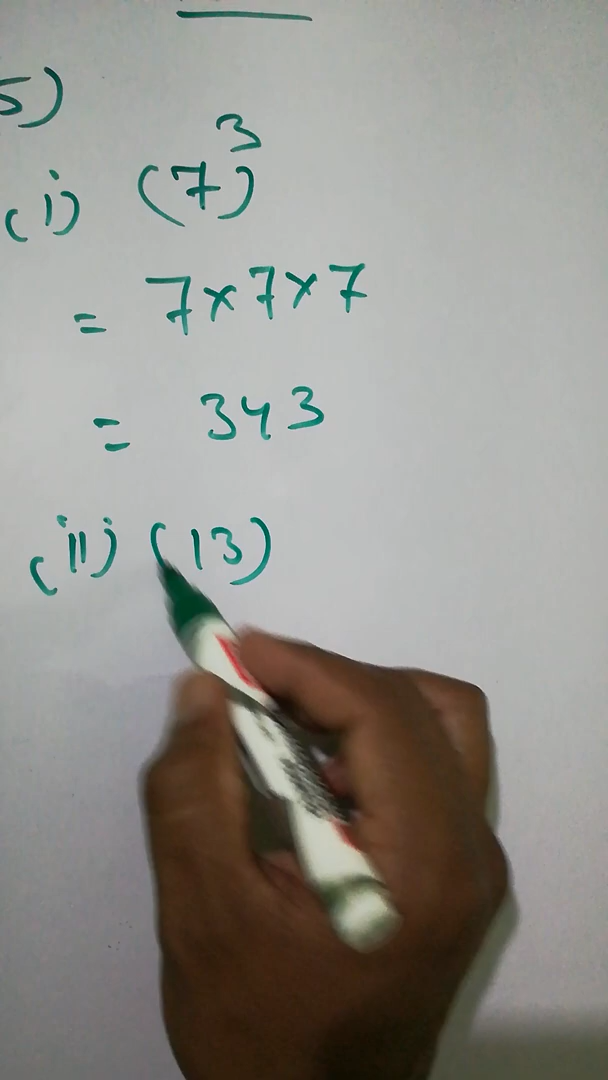 5)
(i) (7)³
= 7×7×7
= 343
(ii) (13)